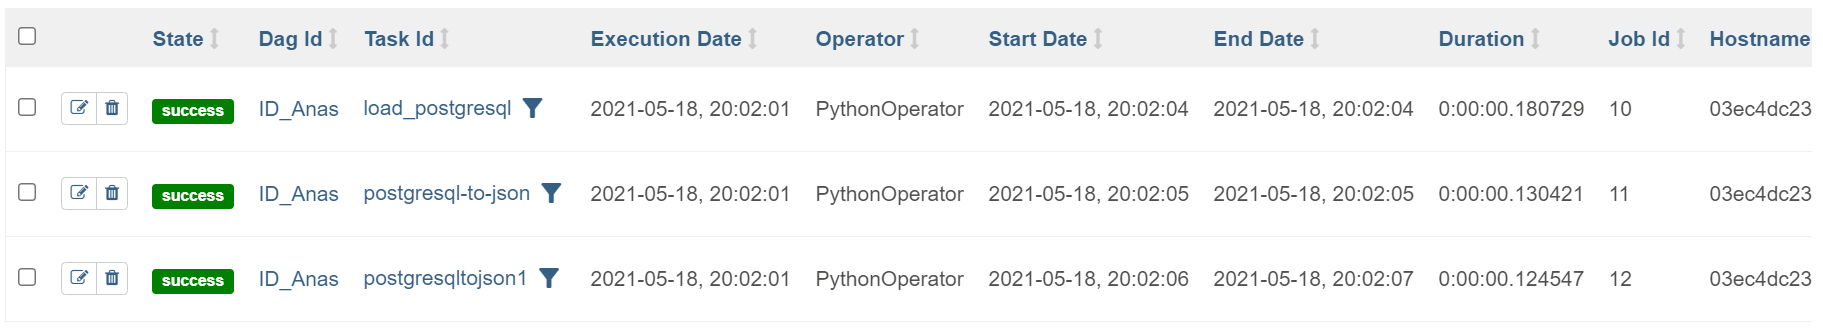 State Dag Id Task Id Execution Date Operator Start Date End Date Duration Job Id Hostname
success ID_Anas load_postgresql 2021-05-18, 20:02:01 PythonOperator 2021-05-18, 20:02:04 2021-05-18, 20:02:04 0:00:00.180729 10 03ec4dc23
success ID_Anas postgresql-to-json 2021-05-18, 20:02:01 PythonOperator 2021-05-18, 20:02:05 2021-05-18, 20:02:05 0:00:00.130421 11 03ec4dc23
success ID_Anas postgresqltojson1 2021-05-18, 20:02:01 PythonOperator 2021-05-18, 20:02:06 2021-05-18, 20:02:07 0:00:00.124547 12 03ec4dc23